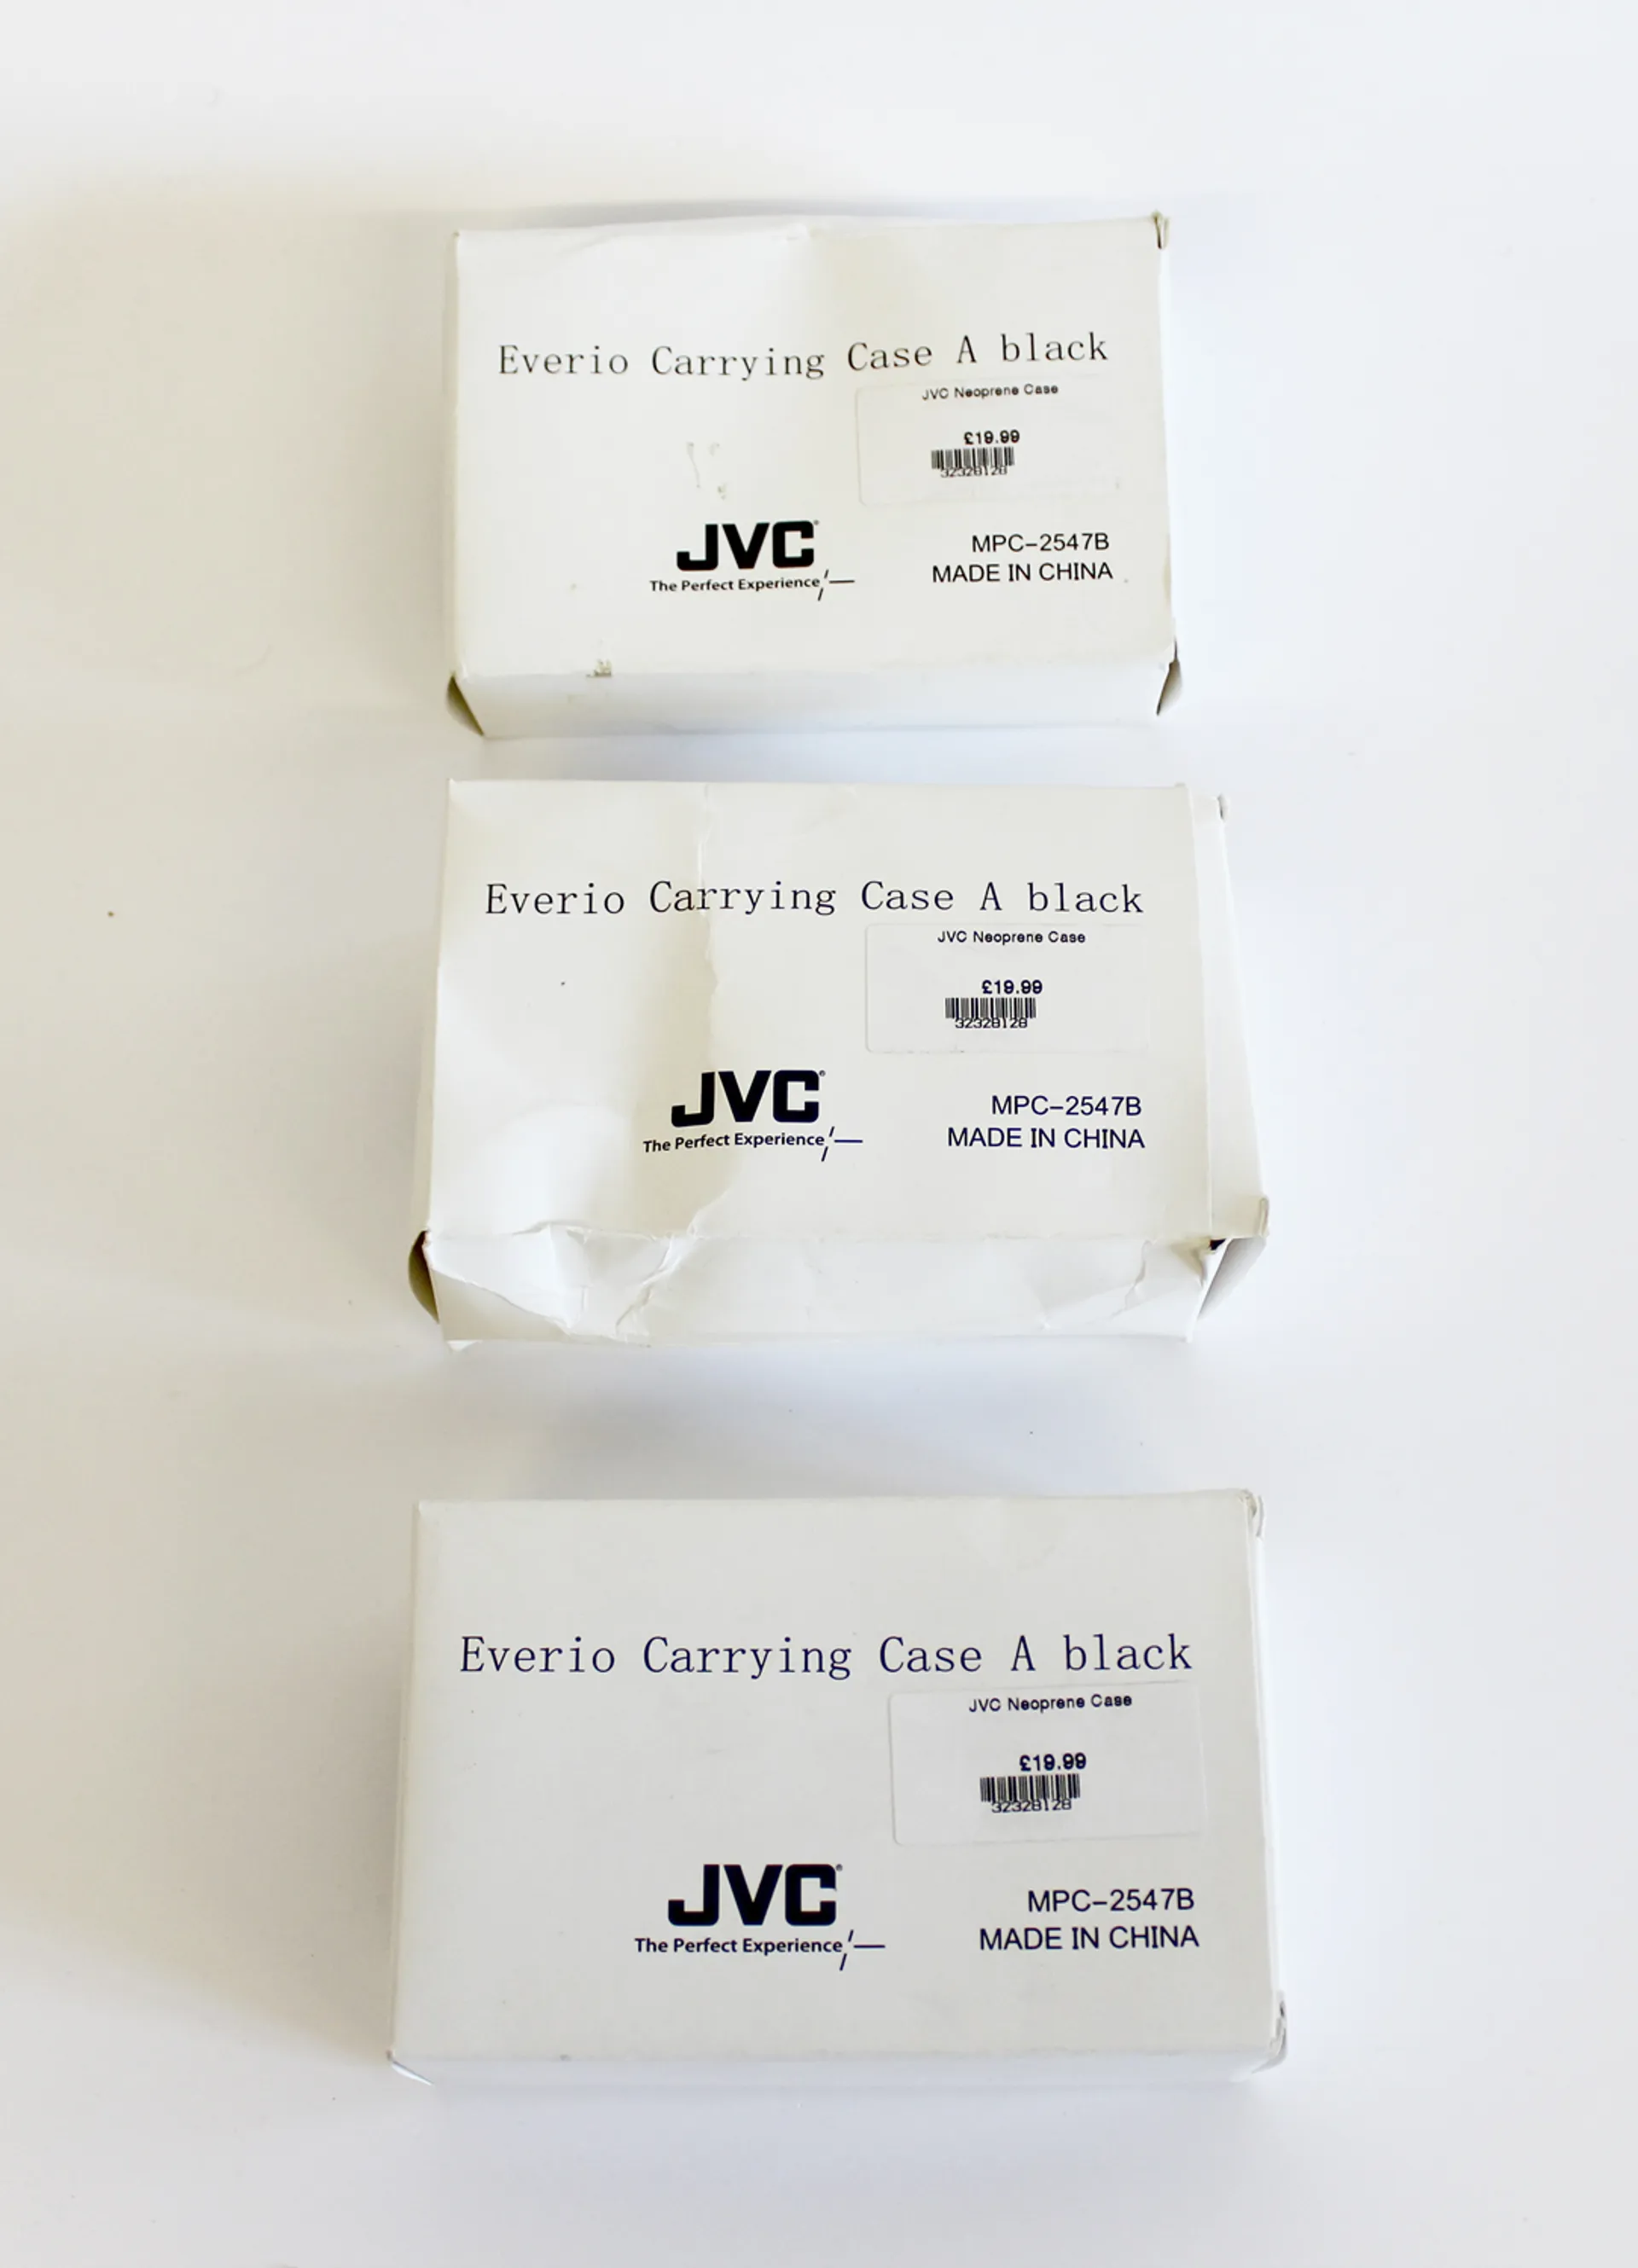 Everio Carrying Case A black
JVC Neoprene Case
£19.99
32328128
JVC®
The Perfect Experience
MPC-2547B
MADE IN CHINA
Everio Carrying Case A black
JVC Neoprene Case
£19.99
32328128
JVC®
The Perfect Experience
MPC-2547B
MADE IN CHINA
Everio Carrying Case A black
JVC Neoprene Case
£19.99
32328128
JVC®
The Perfect Experience
MPC-2547B
MADE IN CHINA